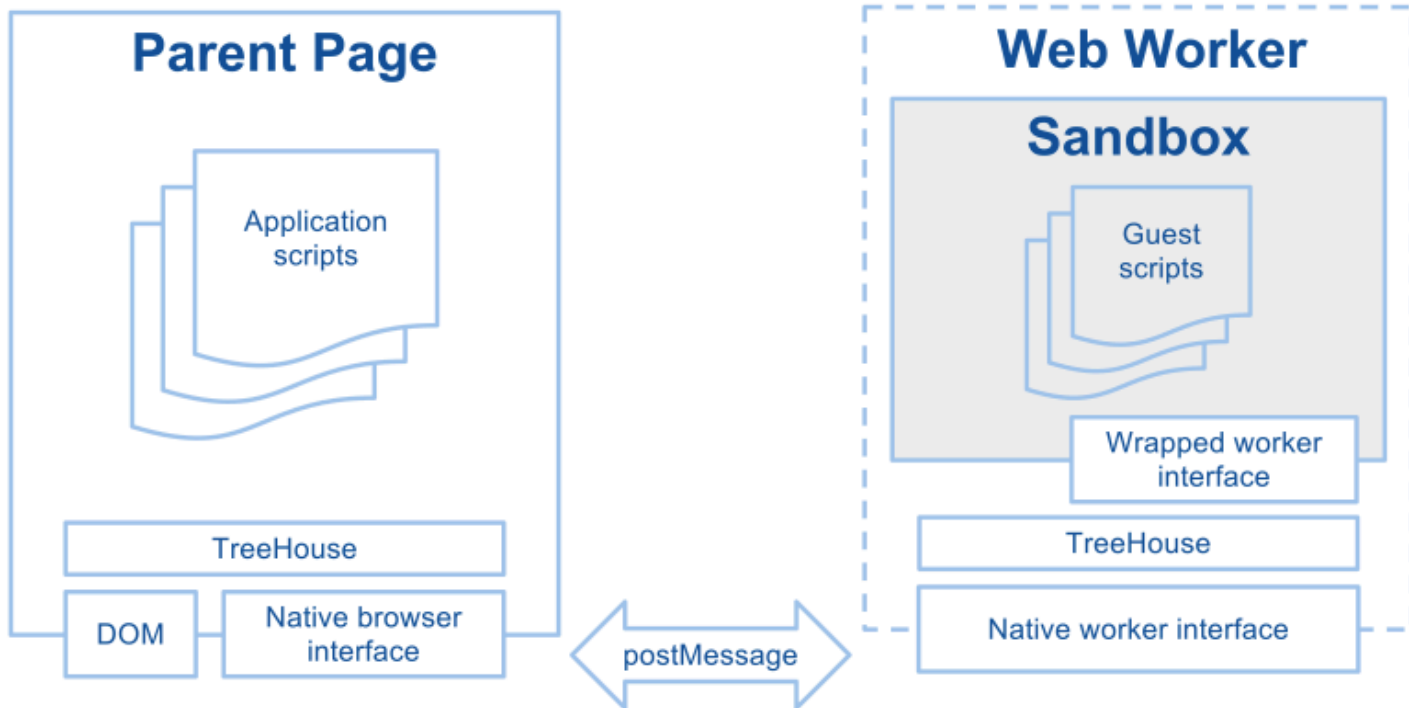 Parent Page
Application
scripts
TreeHouse
DOM
Native browser
interface
postMessage
Web Worker
Sandbox
Guest
scripts
Wrapped worker
interface
TreeHouse
Native worker interface